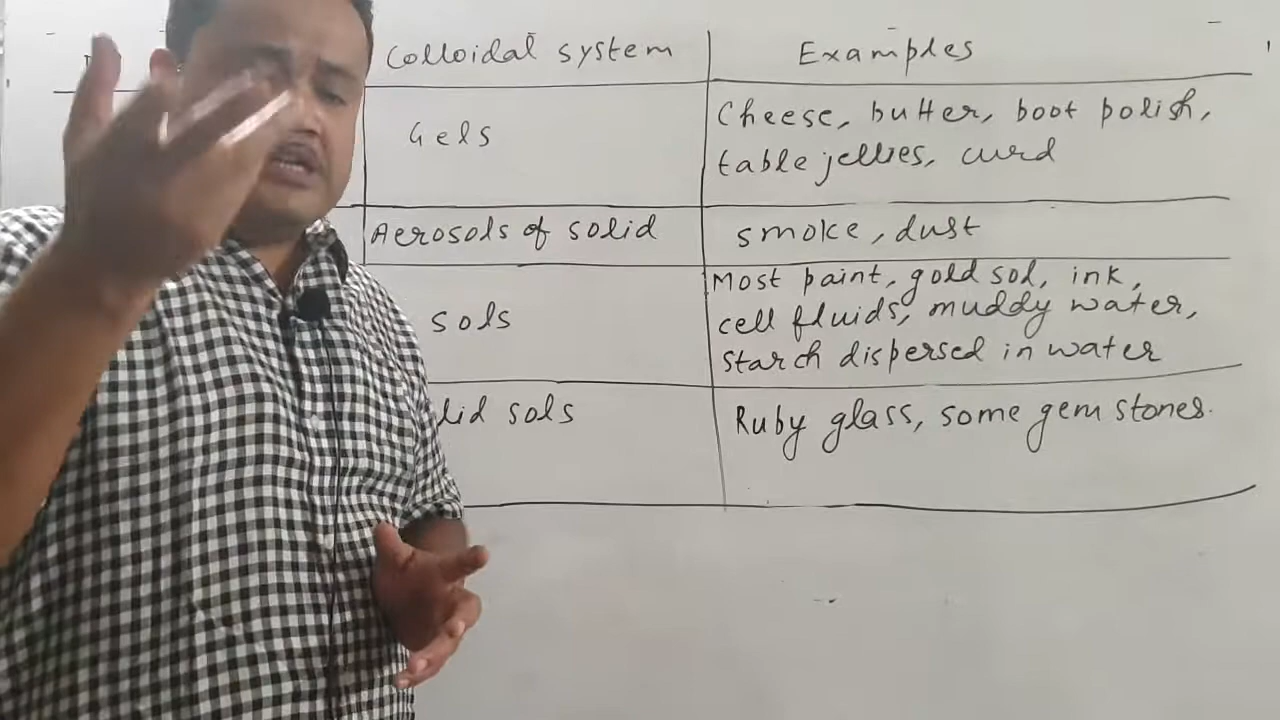 Colloidal system Examples
Gels Cheese, butter, boot polish,
table jellies, curd
Aerosols of solid smoke, dust
Most paint, gold sol, ink,
sols cell fluids, muddy water,
starch dispersed in water
lid sols Ruby glass, some gem stones.